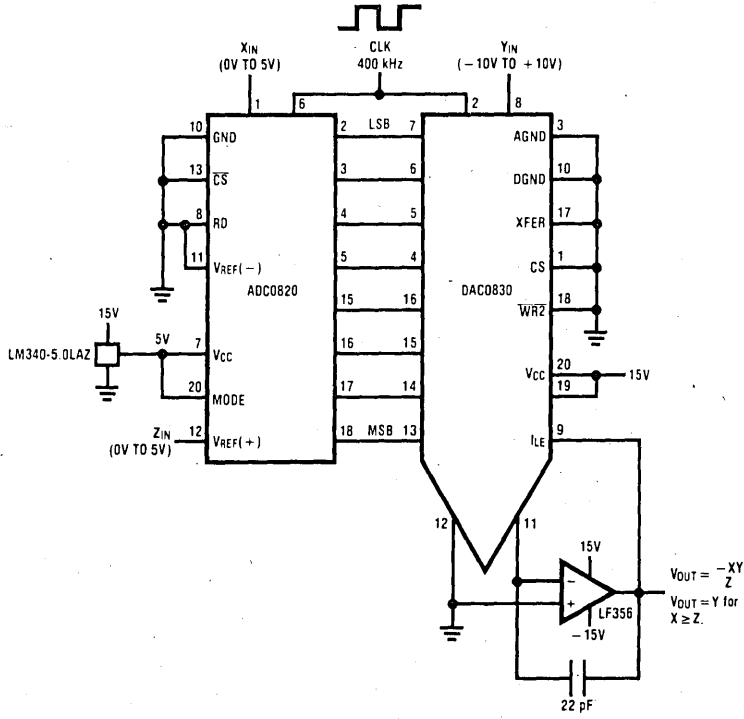 CLK
400 kHz
XIN
(0V TO 5V)
YIN
(−10V TO +10V)
1
6
2
8
10
GND
2
LSB
7
AGND
3
13
CS
3
6
DGND
10
8
RD
4
5
XFER
17
11
VREF(−)
5
4
CS
1
ADC0820
DAC0830
15
16
WR2
18
15V
LM340-5.0LAZ
5V
7
VCC
16
15
VCC
20
15V
19
20
MODE
17
14
ZIN
(0V TO 5V)
12
VREF(+)
18
MSB
13
ILE
9
12
11
15V
−
+
LF356
−15V
VOUT = −XY
Z
VOUT = Y for
X ≥ Z.
22 pF